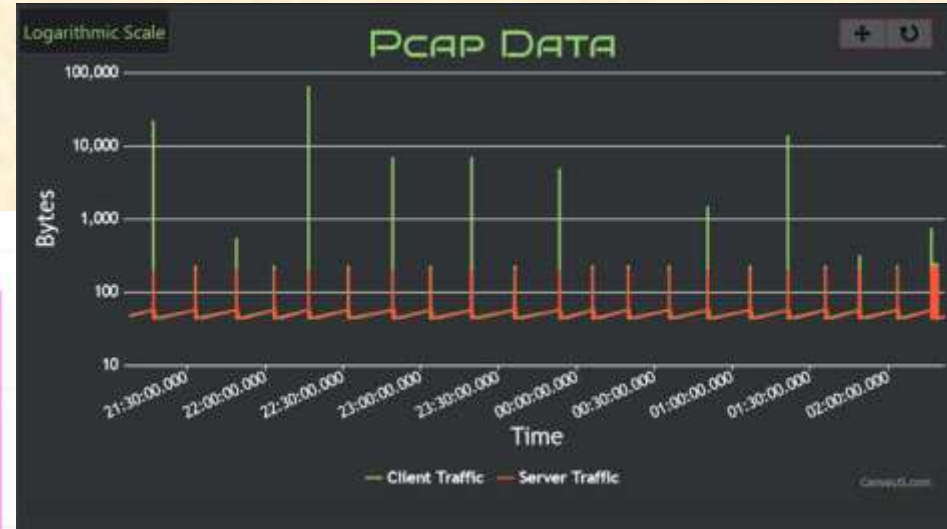 Logarithmic Scale
PCAP DATA
100,000
10,000
1,000
100
10
Bytes
21:30:00.000
22:00:00.000
22:30:00.000
23:00:00.000
23:30:00.000
00:00:00.000
00:30:00.000
01:00:00.000
01:30:00.000
02:00:00.000
Time
Client Traffic
Server Traffic
CanvasJS.com